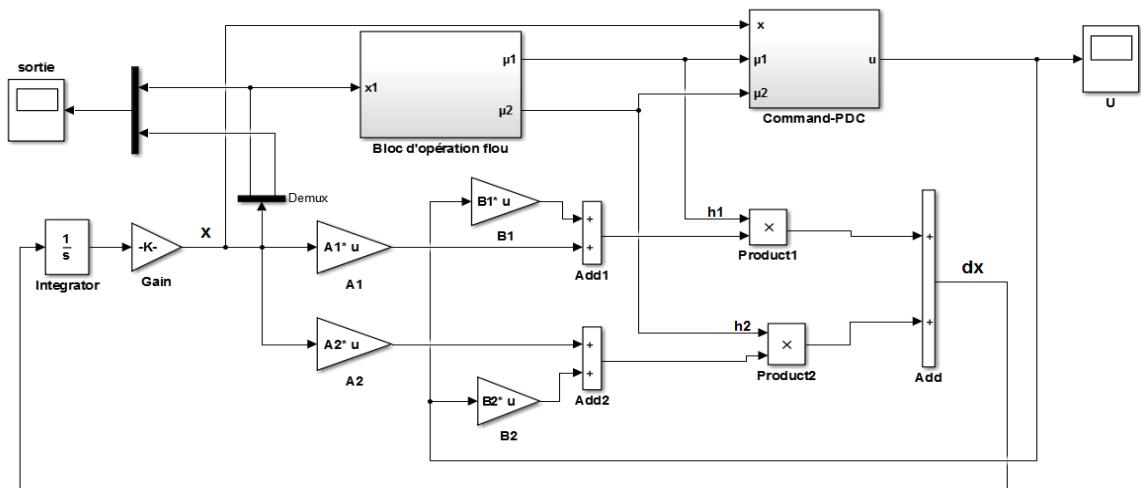 sortie
x1
µ1
µ2
Bloc d'opération flou
x
µ1
µ2
u
Command-PDC
U
Demux
B1* u
B1
h1
×
Product1
+
+
Add1
x
1
s
Integrator
-K-
Gain
A1* u
A1
+
+
Add
dx
A2* u
A2
+
+
Add2
h2
×
Product2
B2* u
B2